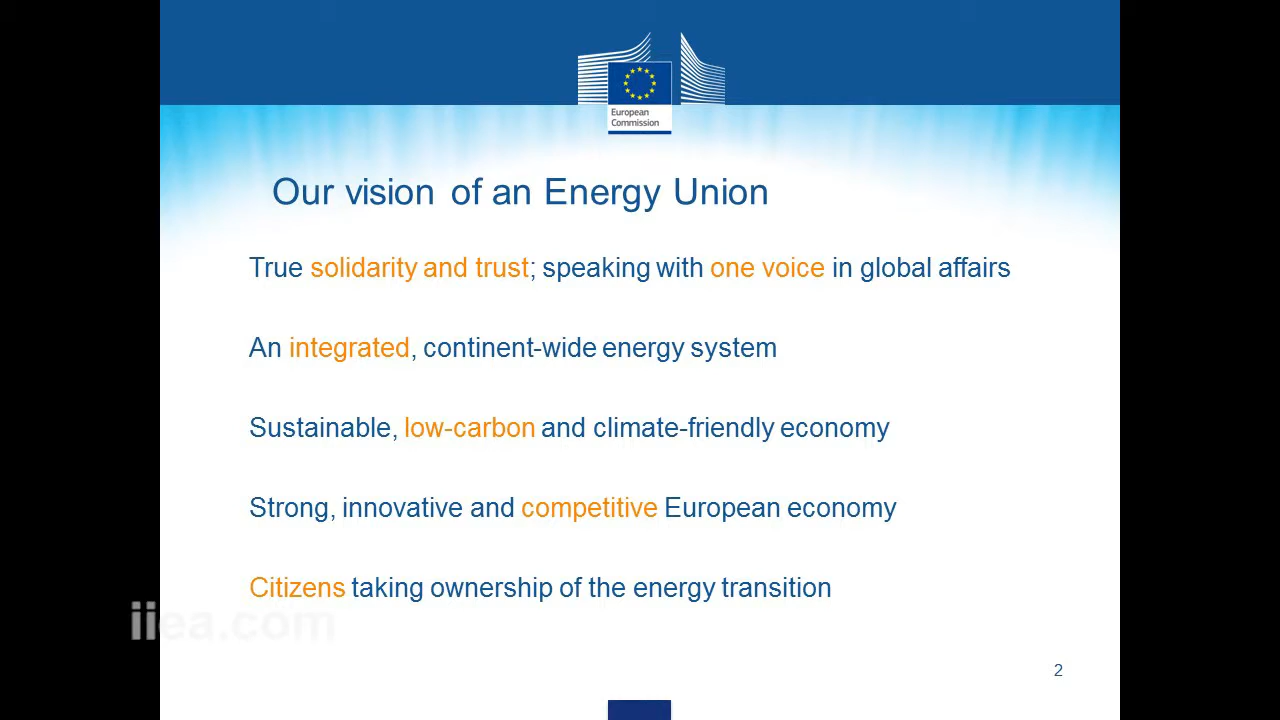 European
Commission
Our vision of an Energy Union
True solidarity and trust; speaking with one voice in global affairs
An integrated, continent-wide energy system
Sustainable, low-carbon and climate-friendly economy
Strong, innovative and competitive European economy
Citizens taking ownership of the energy transition
iiea.com
2